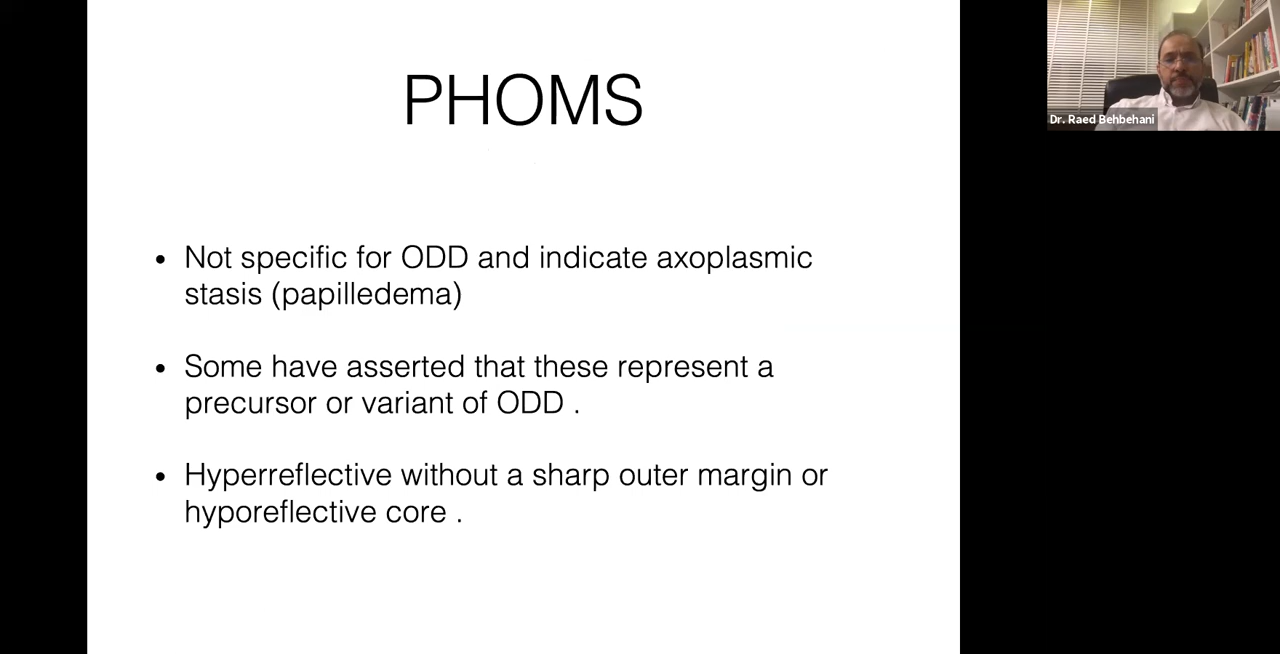 PHOMS
• Not specific for ODD and indicate axoplasmic
stasis (papilledema)
• Some have asserted that these represent a
precursor or variant of ODD .
• Hyperreflective without a sharp outer margin or
hyporeflective core .
Dr. Raed Behbehani